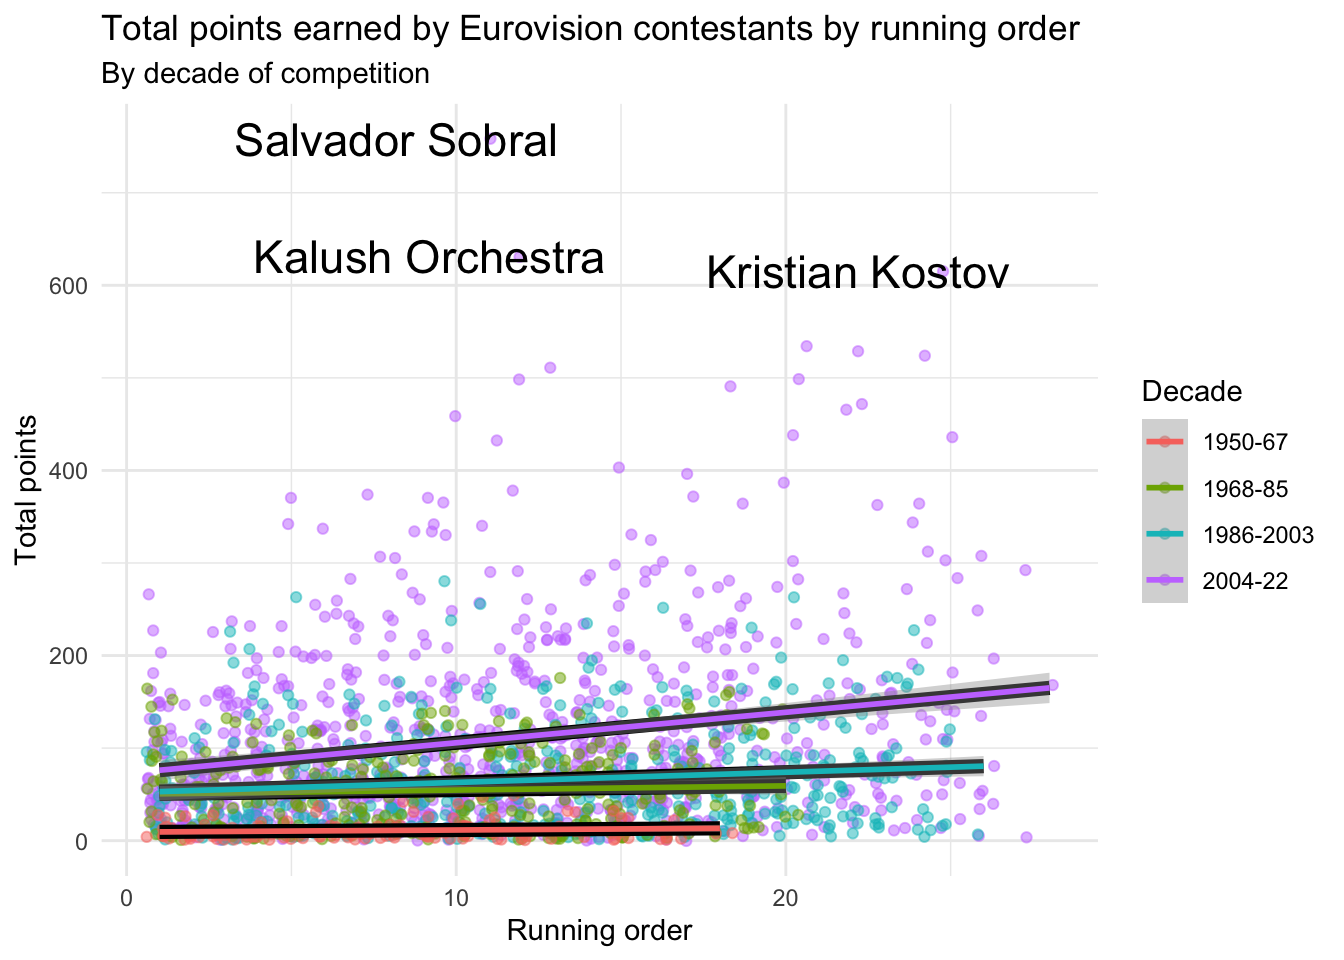 Total points earned by Eurovision contestants by running order
By decade of competition
Salvador Sobral
Kalush Orchestra
Kristian Kostov
600
400
200
0
Total points
0 10 20
Running order
Decade
1950-67
1968-85
1986-2003
2004-22